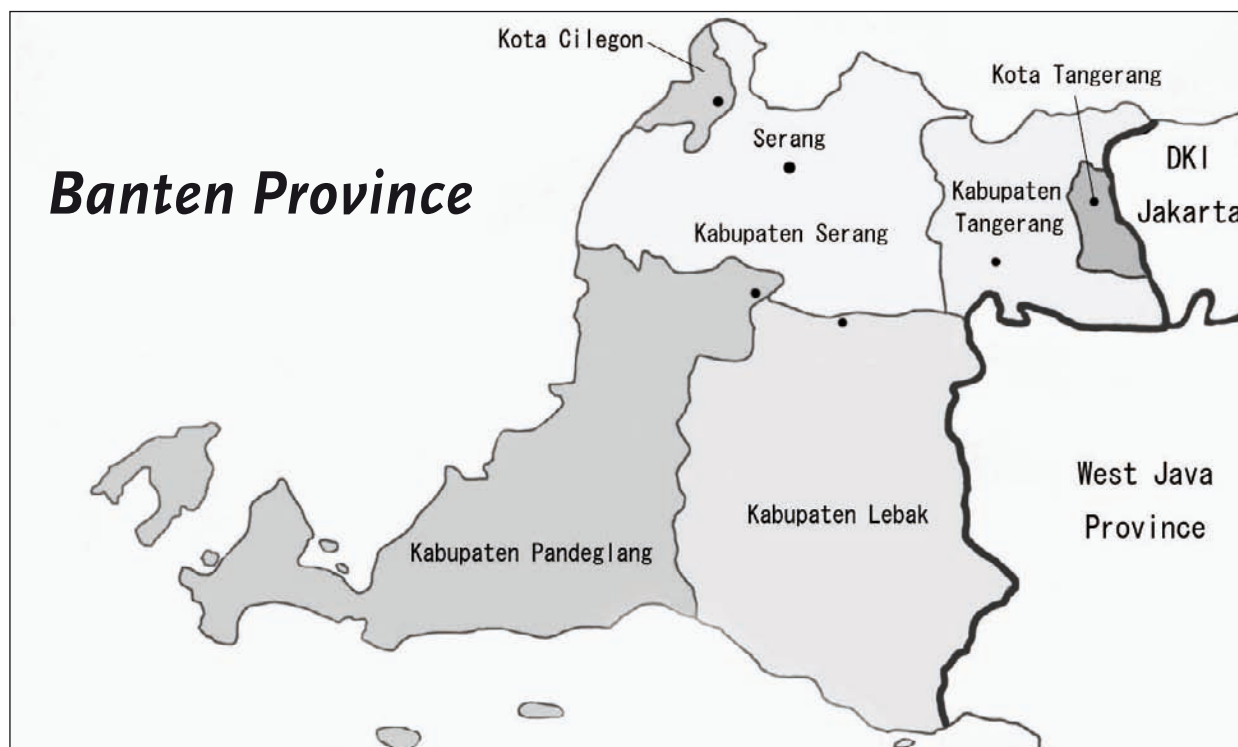 Kota Cilegon
Kota Tangerang
Serang
DKI
Jakarta
Banten Province
Kabupaten
Tangerang
Kabupaten Serang
West Java
Province
Kabupaten Lebak
Kabupaten Pandeglang